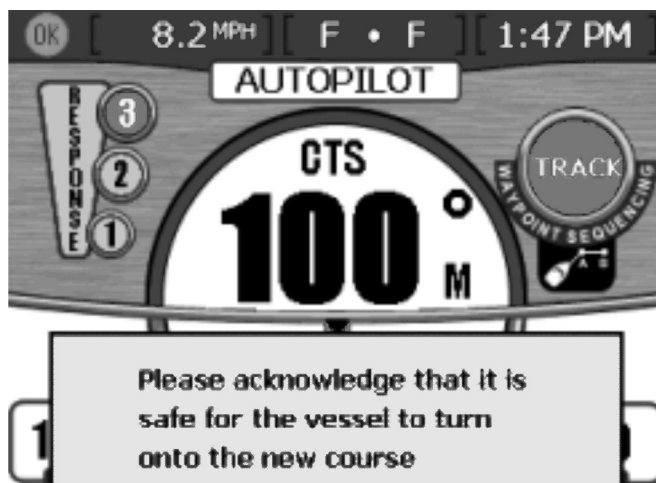 OK [ 8.2 MPH ] [ F • F ] [ 1:47 PM ]
AUTOPILOT
RESPONSE
3
2
1
CTS
100° M
TRACK
WAYPOINT SEQUENCING
A B
Please acknowledge that it is
safe for the vessel to turn
onto the new course